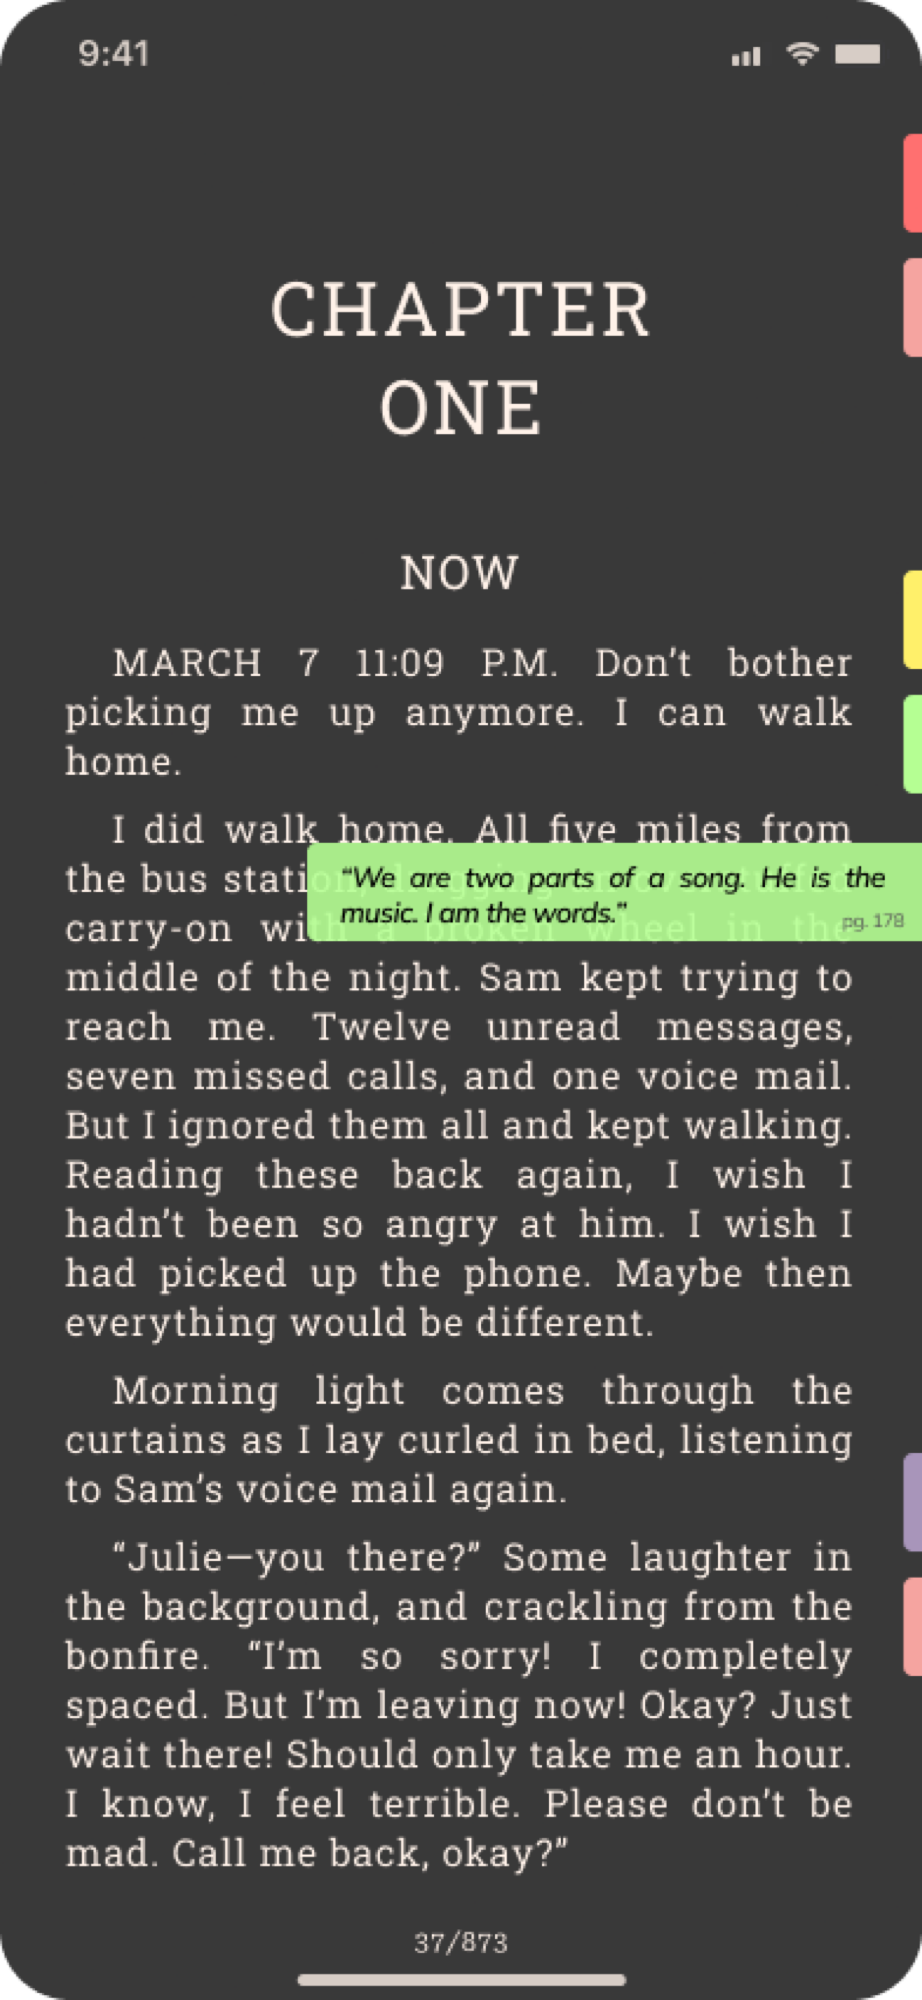 9:41
CHAPTER
ONE
NOW
MARCH 7 11:09 P.M. Don’t bother
picking me up anymore. I can walk
home.
I did walk home. All five miles from
the bus statio
“We are two parts of a song. He is the
music. I am the words.”
pg. 178
carry-on with a broken wheel in the
middle of the night. Sam kept trying to
reach me. Twelve unread messages,
seven missed calls, and one voice mail.
But I ignored them all and kept walking.
Reading these back again, I wish I
hadn’t been so angry at him. I wish I
had picked up the phone. Maybe then
everything would be different.
Morning light comes through the
curtains as I lay curled in bed, listening
to Sam’s voice mail again.
“Julie—you there?” Some laughter in
the background, and crackling from the
bonfire. “I’m so sorry! I completely
spaced. But I’m leaving now! Okay? Just
wait there! Should only take me an hour.
I know, I feel terrible. Please don’t be
mad. Call me back, okay?”
37/873